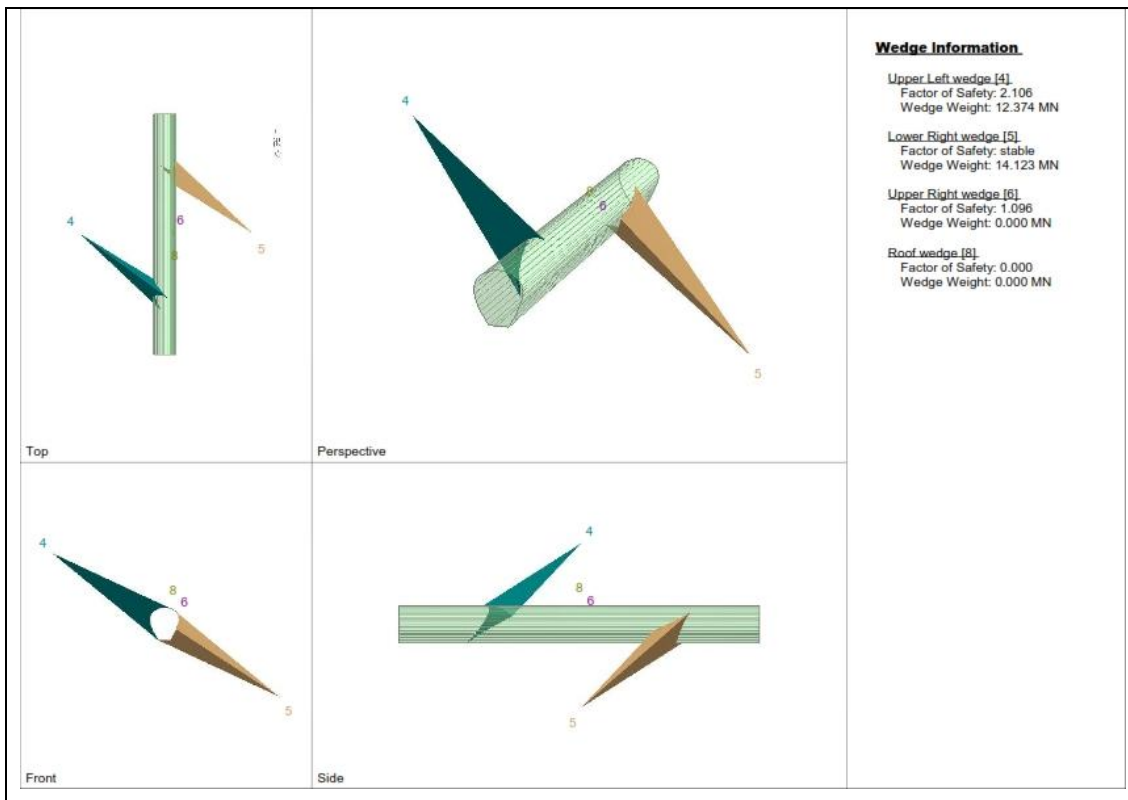 4
6
8
5
Top
4
8
6
5
Perspective
4
8
6
5
Front
4
8
6
5
Side
Wedge Information
Upper Left wedge [4]
Factor of Safety: 2.106
Wedge Weight: 12.374 MN
Lower Right wedge [5]
Factor of Safety: stable
Wedge Weight: 14.123 MN
Upper Right wedge [6]
Factor of Safety: 1.096
Wedge Weight: 0.000 MN
Roof wedge [8]
Factor of Safety: 0.000
Wedge Weight: 0.000 MN